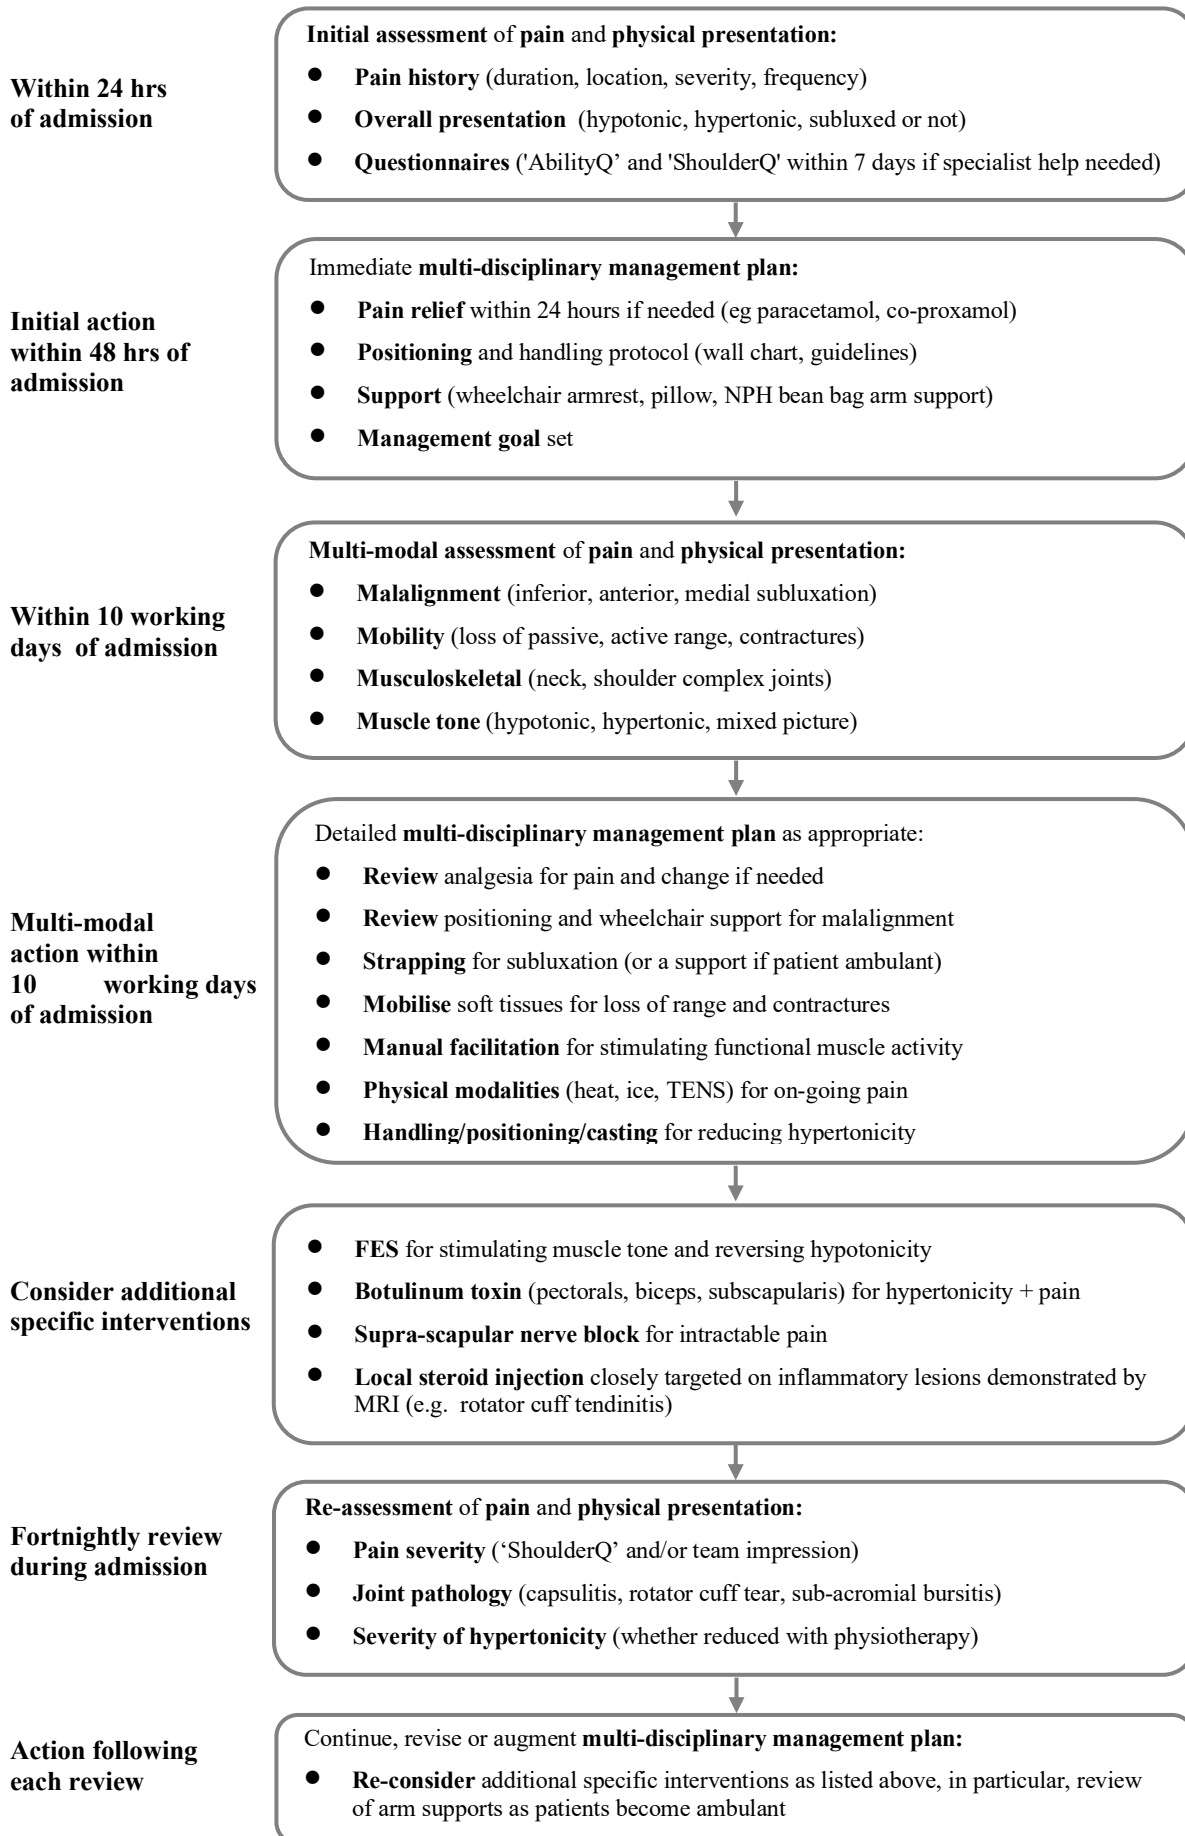 Within 24 hrs
of admission
Initial assessment of pain and physical presentation:
● Pain history (duration, location, severity, frequency)
● Overall presentation (hypotonic, hypertonic, subluxed or not)
● Questionnaires ('AbilityQ’ and 'ShoulderQ' within 7 days if specialist help needed)
Initial action
within 48 hrs of
admission
Immediate multi-disciplinary management plan:
● Pain relief within 24 hours if needed (eg paracetamol, co-proxamol)
● Positioning and handling protocol (wall chart, guidelines)
● Support (wheelchair armrest, pillow, NPH bean bag arm support)
● Management goal set
Within 10 working
days of admission
Multi-modal assessment of pain and physical presentation:
● Malalignment (inferior, anterior, medial subluxation)
● Mobility (loss of passive, active range, contractures)
● Musculoskeletal (neck, shoulder complex joints)
● Muscle tone (hypotonic, hypertonic, mixed picture)
Multi-modal
action within
10 working days
of admission
Detailed multi-disciplinary management plan as appropriate:
● Review analgesia for pain and change if needed
● Review positioning and wheelchair support for malalignment
● Strapping for subluxation (or a support if patient ambulant)
● Mobilise soft tissues for loss of range and contractures
● Manual facilitation for stimulating functional muscle activity
● Physical modalities (heat, ice, TENS) for on-going pain
● Handling/positioning/casting for reducing hypertonicity
Consider additional
specific interventions
● FES for stimulating muscle tone and reversing hypotonicity
● Botulinum toxin (pectorals, biceps, subscapularis) for hypertonicity + pain
● Supra-scapular nerve block for intractable pain
● Local steroid injection closely targeted on inflammatory lesions demonstrated by
MRI (e.g. rotator cuff tendinitis)
Fortnightly review
during admission
Re-assessment of pain and physical presentation:
● Pain severity (‘ShoulderQ’ and/or team impression)
● Joint pathology (capsulitis, rotator cuff tear, sub-acromial bursitis)
● Severity of hypertonicity (whether reduced with physiotherapy)
Action following
each review
Continue, revise or augment multi-disciplinary management plan:
● Re-consider additional specific interventions as listed above, in particular, review
of arm supports as patients become ambulant